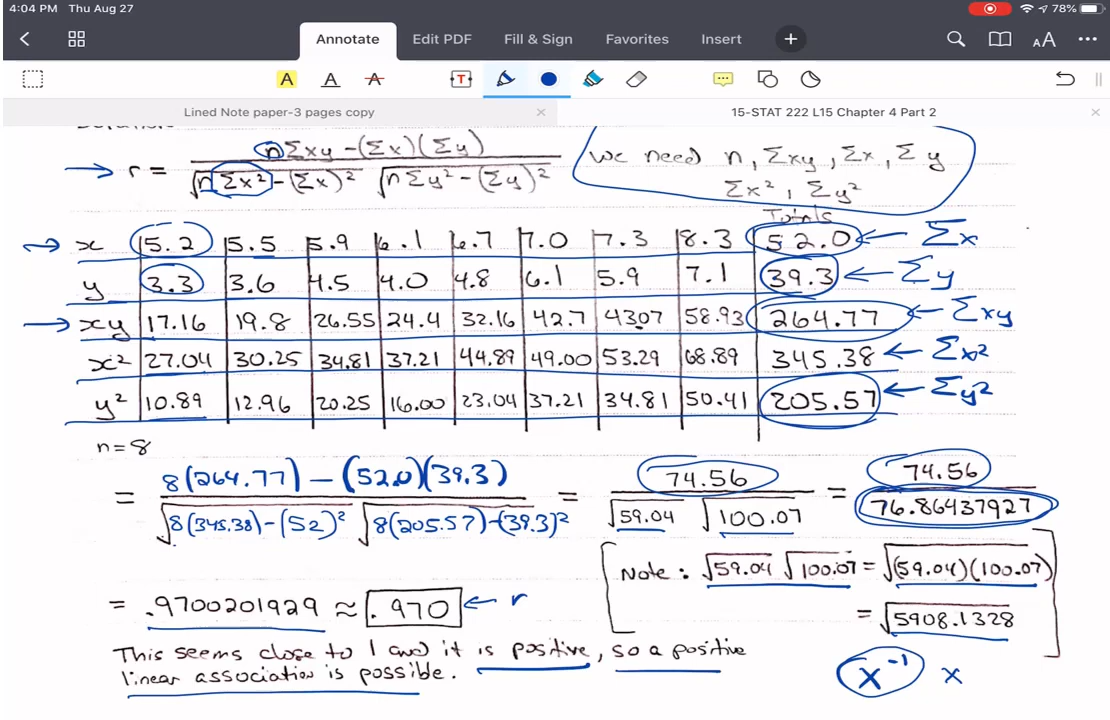 4:04 PM Thu Aug 27 78%
Annotate Edit PDF Fill & Sign Favorites Insert + AA
A A A T
Lined Note paper-3 pages copy × 15-STAT 222 L15 Chapter 4 Part 2 ×
→ r = (nΣxy - (Σx)(Σy)) / (√(nΣx² - (Σx)²) √(nΣy² - (Σy)²))
we need n, Σxy, Σx, Σy
Σx², Σy²
Totals
→ x 5.2 5.5 5.9 6.1 6.7 7.0 7.3 8.3 52.0 ← Σx
y 3.3 3.6 4.5 4.0 4.8 6.1 5.9 7.1 39.3 ← Σy
→ xy 17.16 19.8 26.55 24.4 32.16 42.7 43.07 58.93 264.77 ← Σxy
x² 27.04 30.25 34.81 37.21 44.89 49.00 53.29 68.89 345.38 ← Σx²
y² 10.89 12.96 20.25 16.00 23.04 37.21 34.81 50.41 205.57 ← Σy²
n=8
= (8(264.77) - (52.0)(39.3)) / (√(8(345.38)-(52)²) √(8(205.57)-(39.3)²)) = 74.56 / (√59.04 √100.07) = 74.56 / 76.86437927
Note: √59.04 √100.07 = √((59.04)(100.07))
= √5908.1328
= .9700201929 ≈ .970 ← r
This seems close to 1 and it is positive, so a positive
linear association is possible.
x⁻¹ x